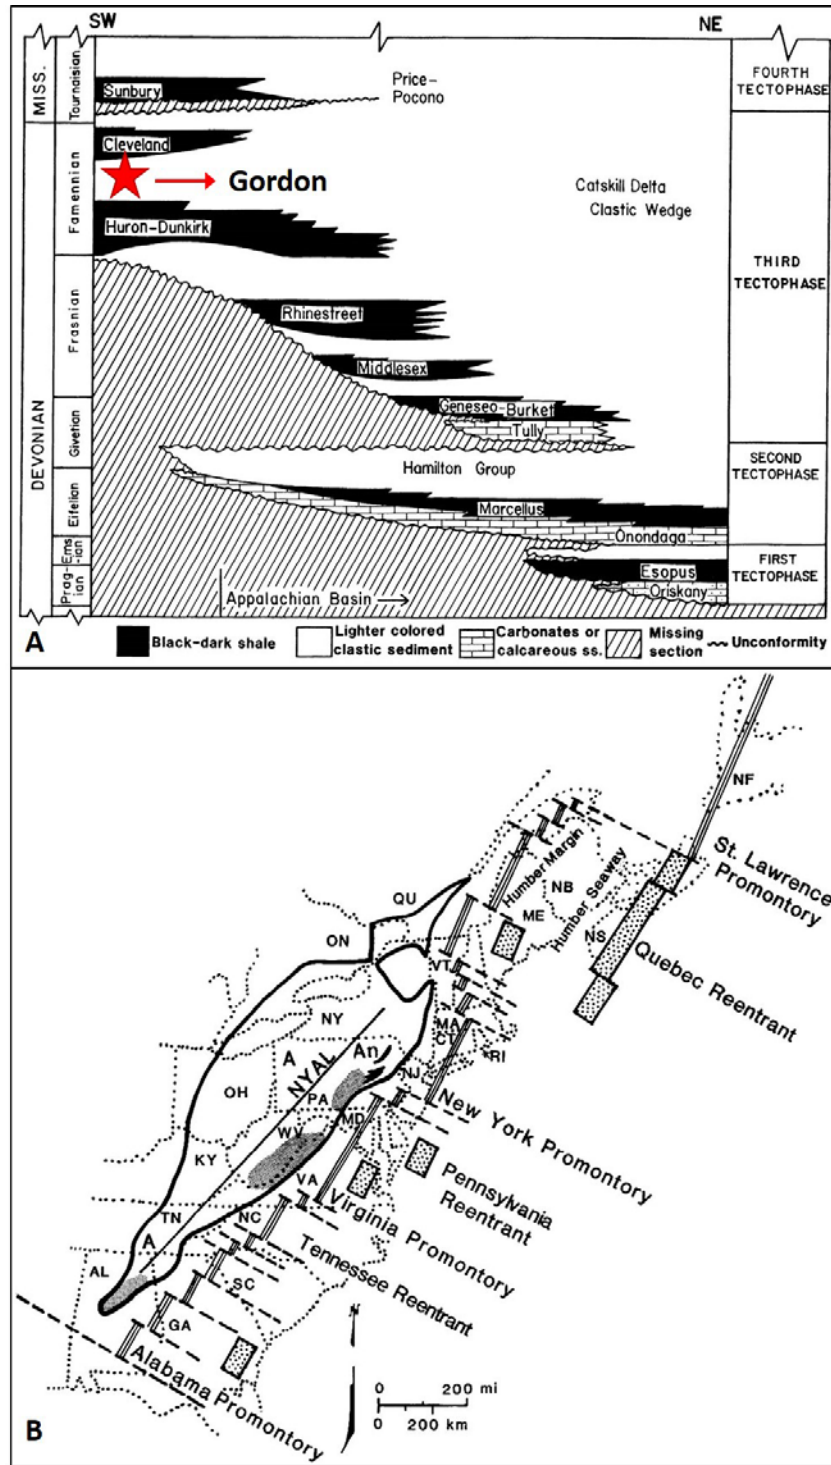 SW
NE
MISS.
DEVONIAN
Tournaisian
Famennian
Frasnian
Givetian
Eifelian
Ems-
ian
Prag-
ian
Sunbury
Price-
Pocono
Cleveland
Gordon
Catskill Delta
Clastic Wedge
Huron-Dunkirk
Rhinestreet
Middlesex
Geneseo-Burket
Tully
Hamilton Group
Marcellus
Onondaga
Esopus
Oriskany
Appalachian Basin
FOURTH
TECTOPHASE
THIRD
TECTOPHASE
SECOND
TECTOPHASE
FIRST
TECTOPHASE
A
Black-dark shale
Lighter colored
clastic sediment
Carbonates or
calcareous ss.
Missing
section
Unconformity
NF
St. Lawrence
Promontory
Humber Margin
NB
Humber Seaway
QU
ME
NS
ON
Quebec Reentrant
VT
NY
MA
CT
RI
A
NYAL
An
NJ
OH
PA
New York Promontory
MD
WV
KY
Pennsylvania
Reentrant
VA
Virginia Promontory
TN
NC
A
Tennessee Reentrant
AL
SC
GA
N
Alabama Promontory
0 200 mi
0 200 km
B